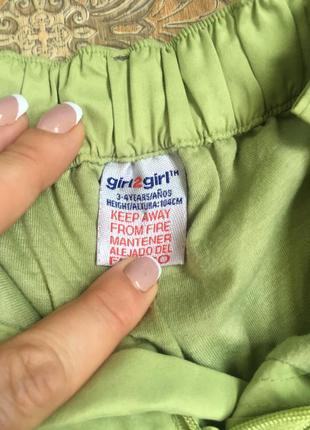 girl2girl™
3-4YEARS/AÑOS
HEIGHT/ALTURA:104CM
KEEP AWAY
FROM FIRE
MANTENER
ALEJADO DEL